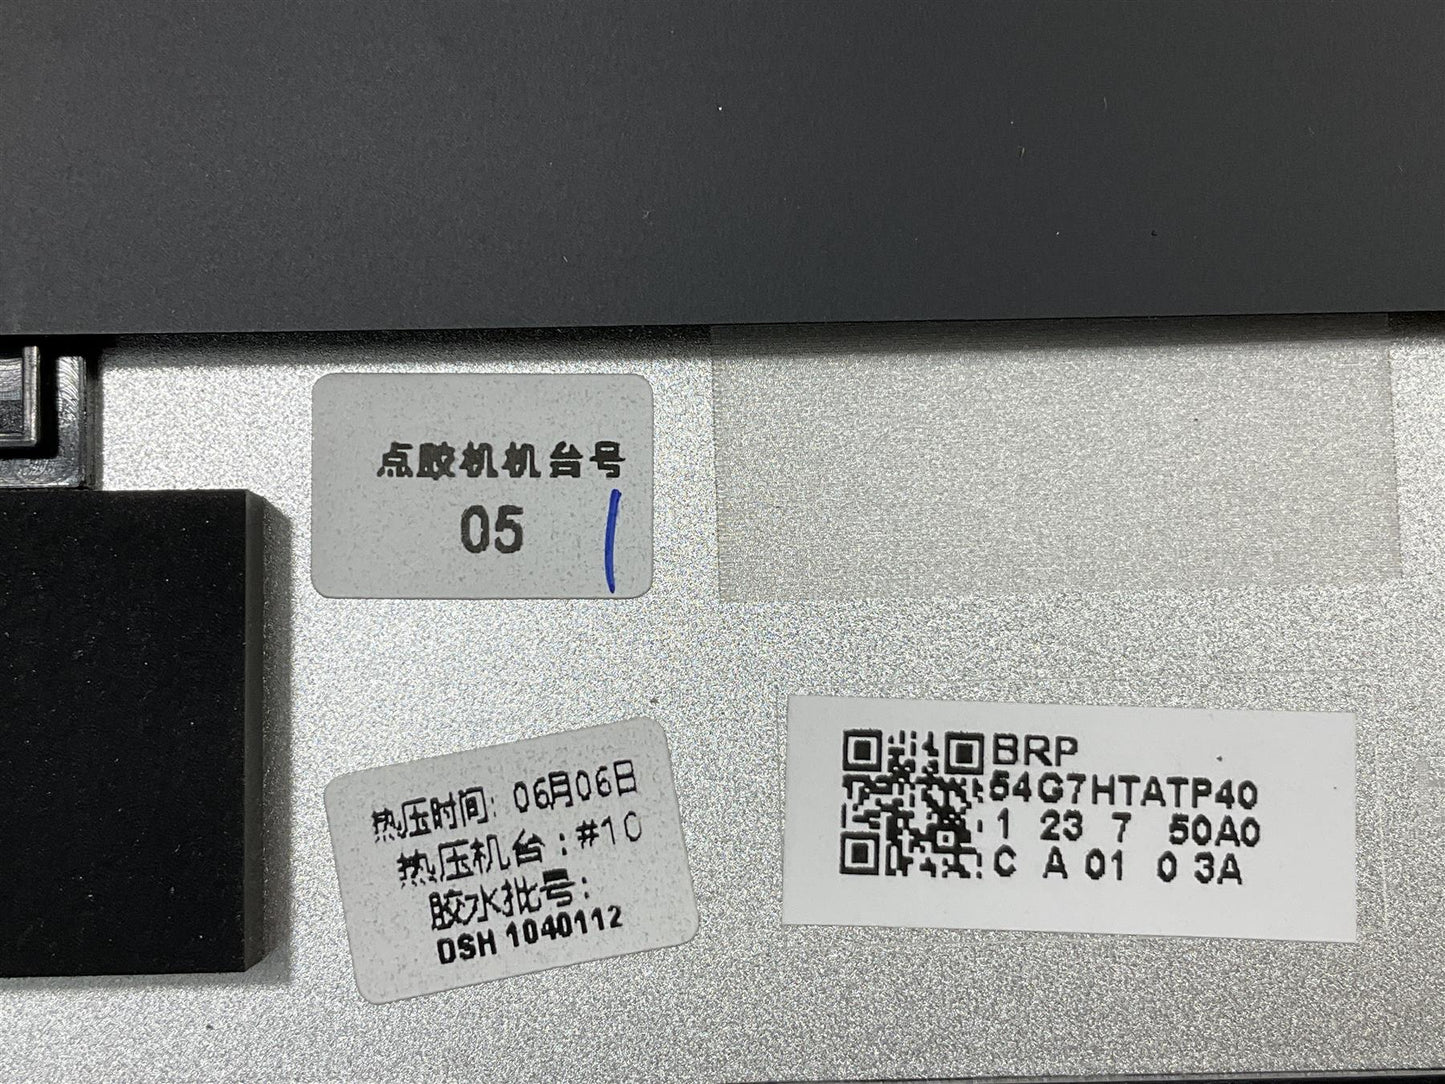 点胶机机台号
05
热压时间: 06月06日
热压机台:#10
胶水批号:
DSH 1040112
BRP
54G7HTATP40
1 23 7 50A0
C A 01 0 3A